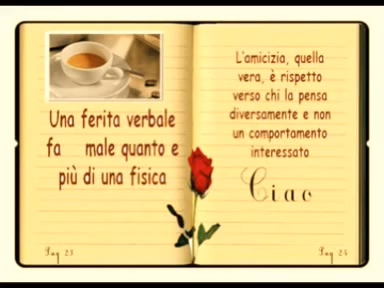 Una ferita verbale
fa male quanto e
più di una fisica
Pag 23
L'amicizia, quella
vera, è rispetto
verso chi la pensa
diversamente e non
un comportamento
interessato
Ciao
Pag 24